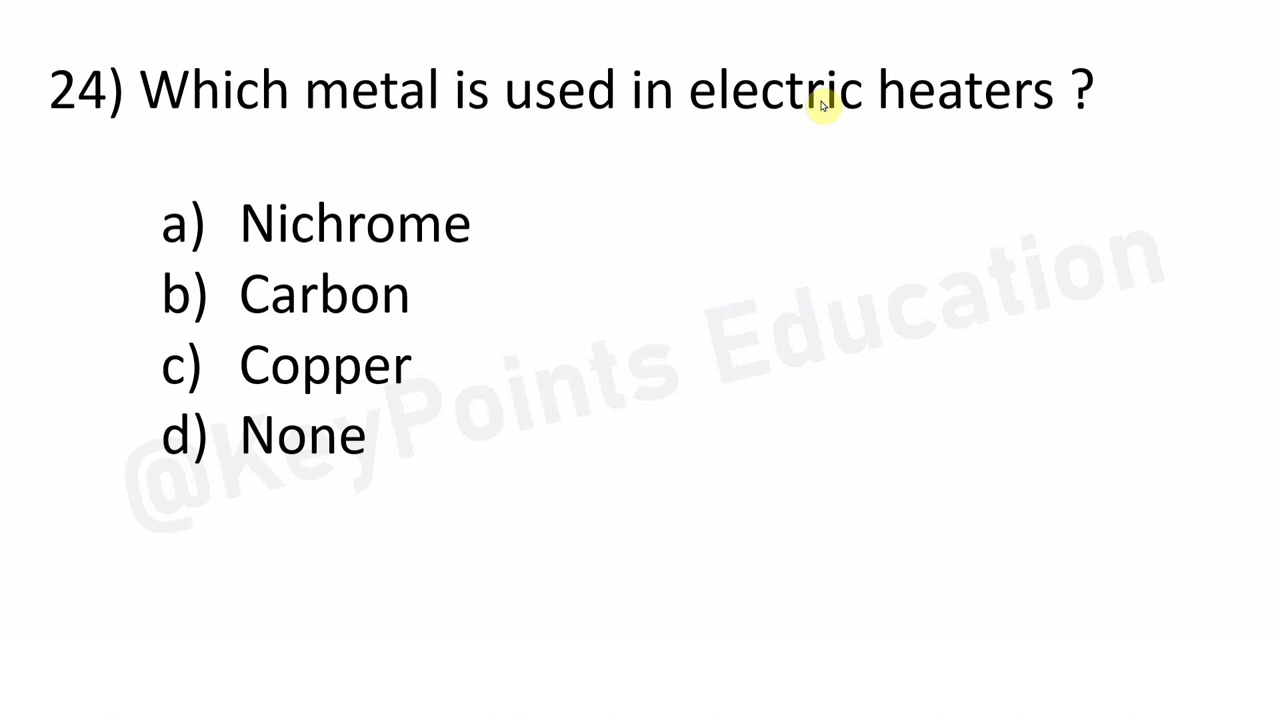 24) Which metal is used in electric heaters ?
a) Nichrome
b) Carbon
c) Copper
d) None
@KeyPoints Education